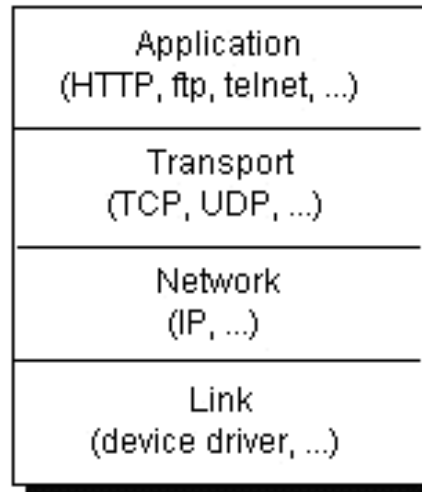 Application
(HTTP, ftp, telnet, ...)
Transport
(TCP, UDP, ...)
Network
(IP, ...)
Link
(device driver, ...)